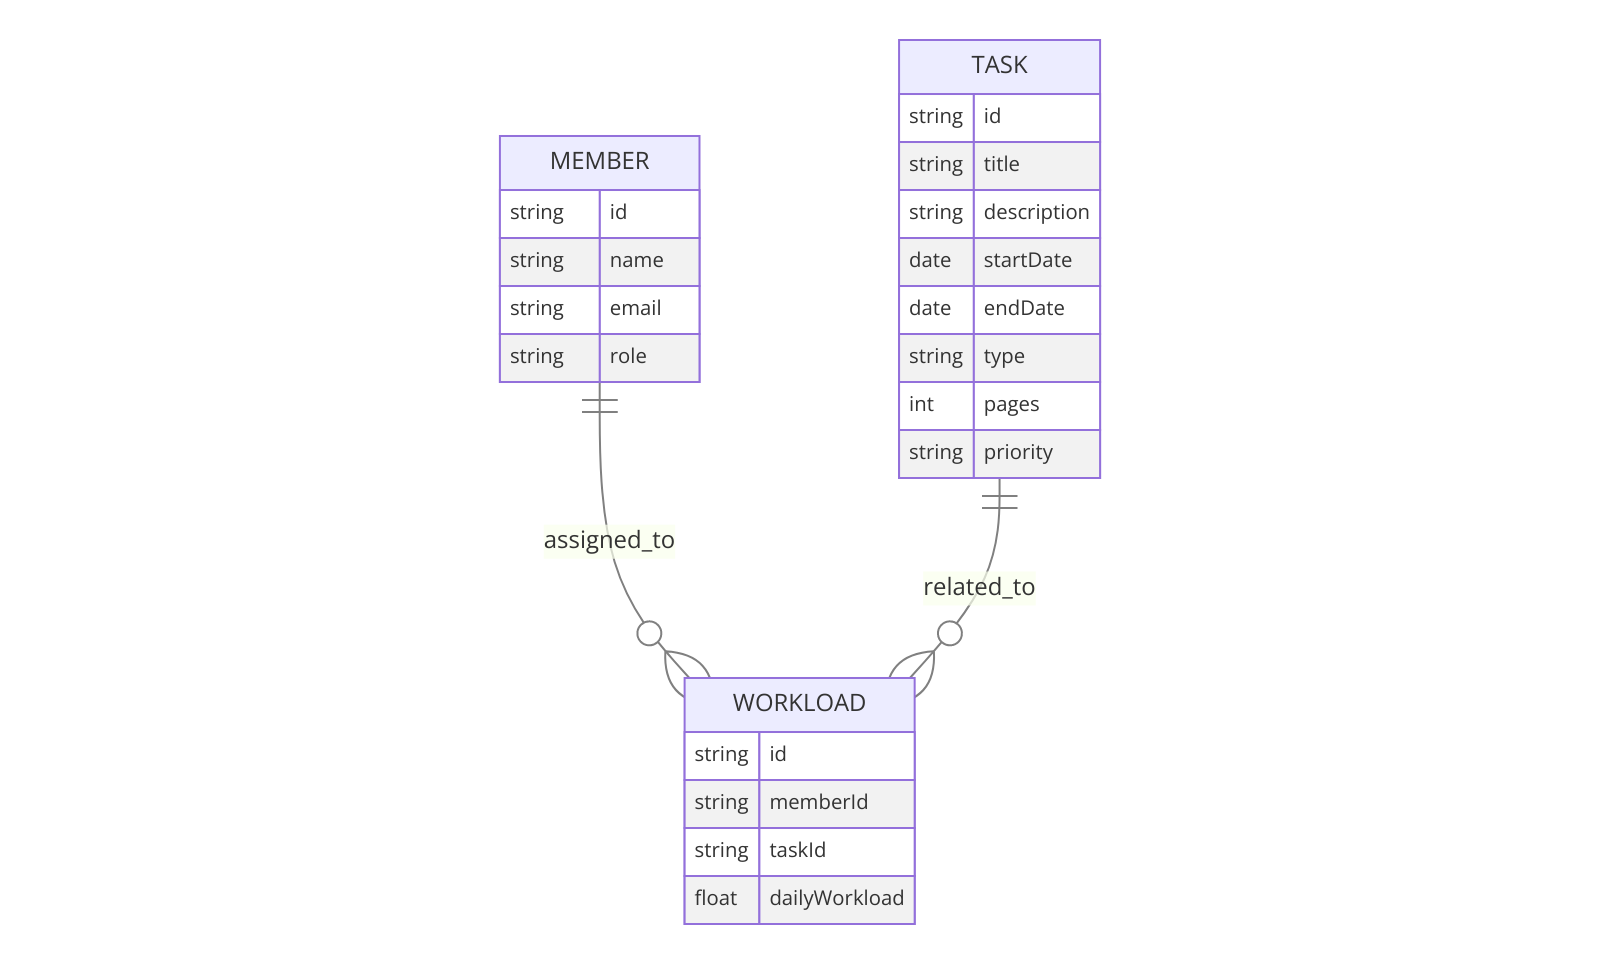 TASK
string id
string title
string description
date startDate
date endDate
string type
int pages
string priority
MEMBER
string id
string name
string email
string role
assigned_to
related_to
WORKLOAD
string id
string memberId
string taskId
float dailyWorkload